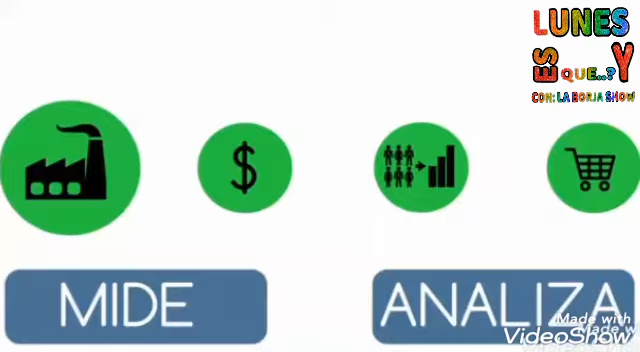 LUNES
ES QUE..? Y
CON: LA BORJA SHOW
$
MIDE
ANALIZA
Made with
VideoShow